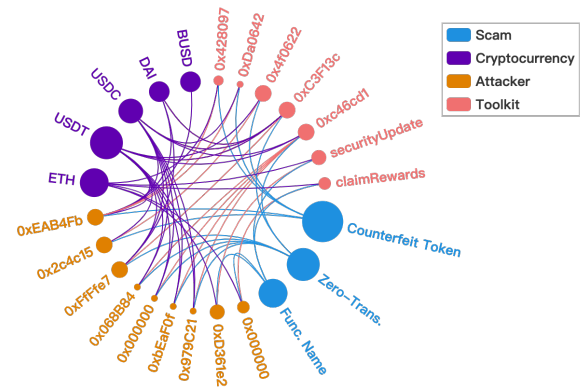 BUSD
DAI
USDC
USDT
ETH
0xEAB4Fb
0x2c4c15
0xFfFfe7
0x068B84
0x000000
0xbEaF0f
0x979C21
0xD361e2
0x000000
Func. Name
Zero-Trans.
Counterfeit Token
claimRewards
securityUpdate
0xc46cd1
0xC3F13c
0x4f0622
0xDa0642
0x428097
Scam
Cryptocurrency
Attacker
Toolkit